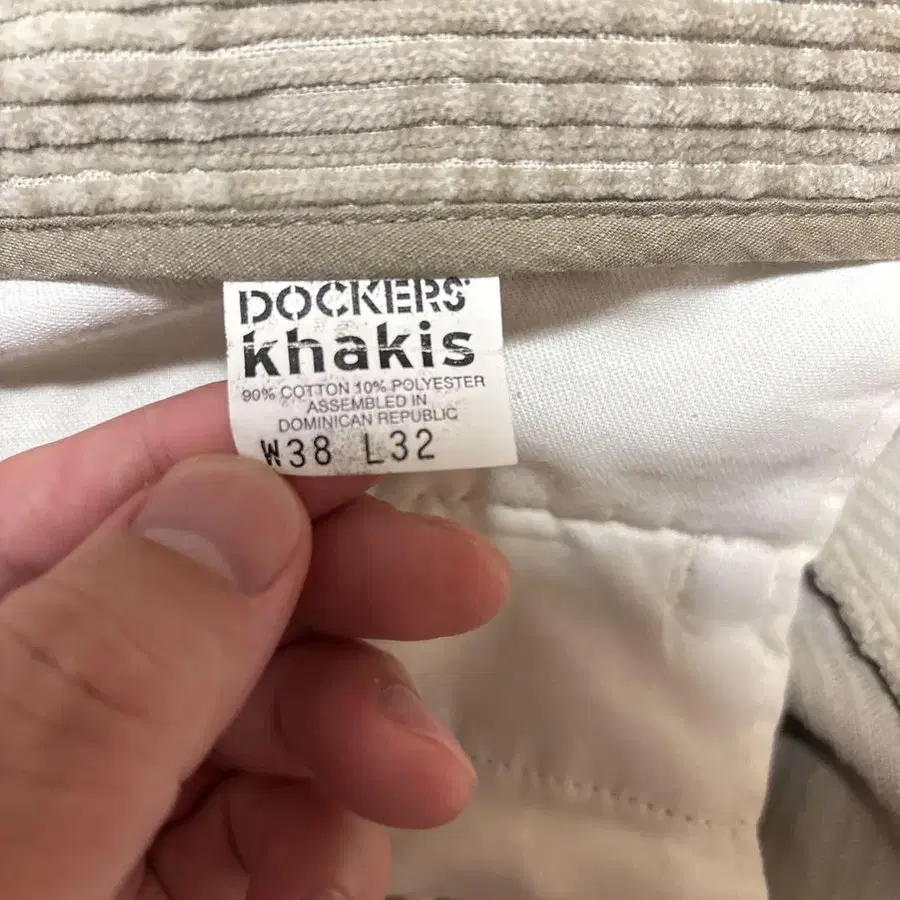 DOCKERS®
khakis
90% COTTON 10% POLYESTER
ASSEMBLED IN
DOMINICAN REPUBLIC
W38 L32